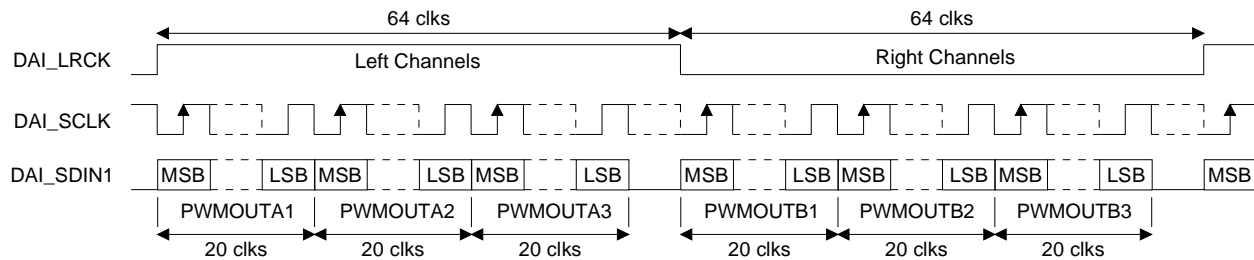 64 clks 64 clks
DAI_LRCK Left Channels Right Channels
DAI_SCLK
DAI_SDIN1 MSB LSB MSB LSB MSB LSB MSB LSB MSB LSB MSB LSB MSB
PWMOUTA1 PWMOUTA2 PWMOUTA3 PWMOUTB1 PWMOUTB2 PWMOUTB3
20 clks 20 clks 20 clks 20 clks 20 clks 20 clks